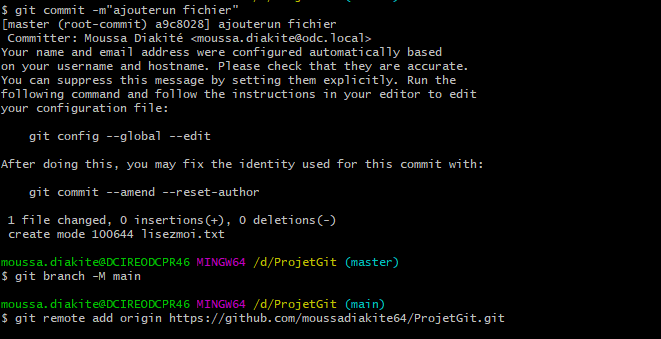 $ git commit -m"ajouterun fichier"
[master (root-commit) a9c8028] ajouterun fichier
 Committer: Moussa Diakité <moussa.diakite@odc.local>
Your name and email address were configured automatically based
on your username and hostname. Please check that they are accurate.
You can suppress this message by setting them explicitly. Run the
following command and follow the instructions in your editor to edit
your configuration file:

    git config --global --edit

After doing this, you may fix the identity used for this commit with:

    git commit --amend --reset-author

 1 file changed, 0 insertions(+), 0 deletions(-)
 create mode 100644 lisezmoi.txt

moussa.diakite@DCIREODCPR46 MINGW64 /d/ProjetGit (master)
$ git branch -M main

moussa.diakite@DCIREODCPR46 MINGW64 /d/ProjetGit (main)
$ git remote add origin https://github.com/moussadiakite64/ProjetGit.git